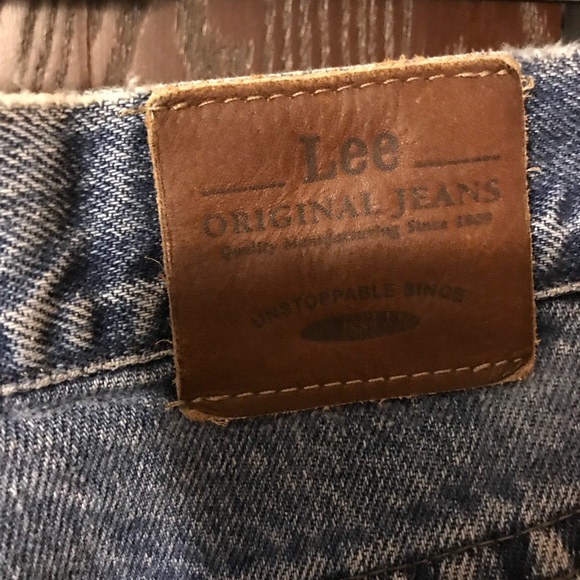 Lee
ORIGINAL JEANS
Quality Manufacturing Since 1889
UNSTOPPABLE SINCE